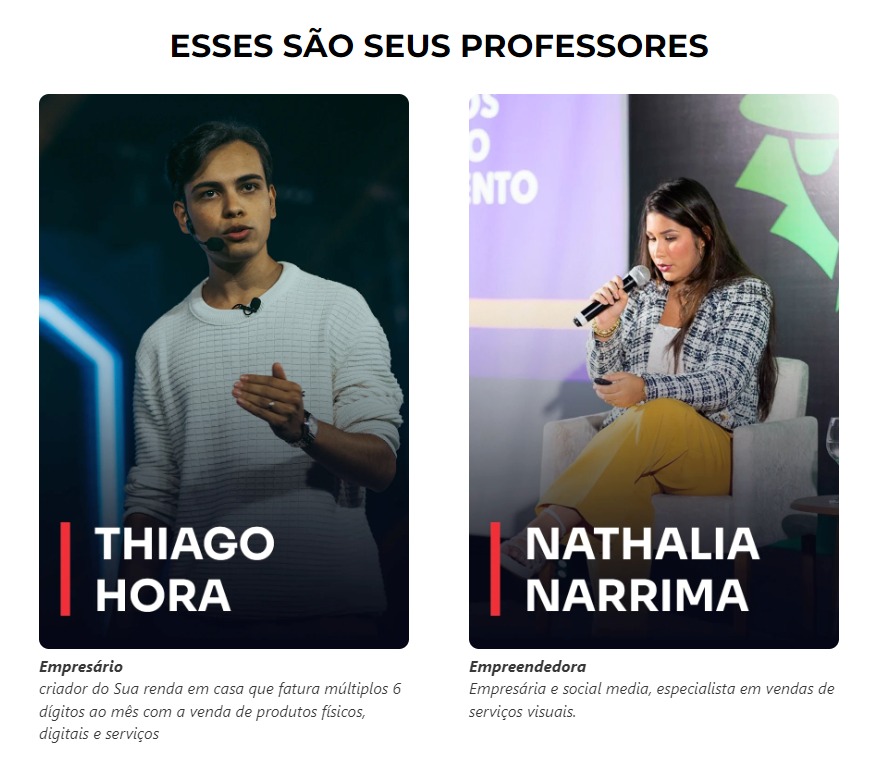 ESSES SÃO SEUS PROFESSORES
OS
O
ENTO
THIAGO
HORA
NATHALIA
NARRIMA
Empresário
criador do Sua renda em casa que fatura múltiplos 6
dígitos ao mês com a venda de produtos físicos,
digitais e serviços
Empreendedora
Empresária e social media, especialista em vendas de
serviços visuais.